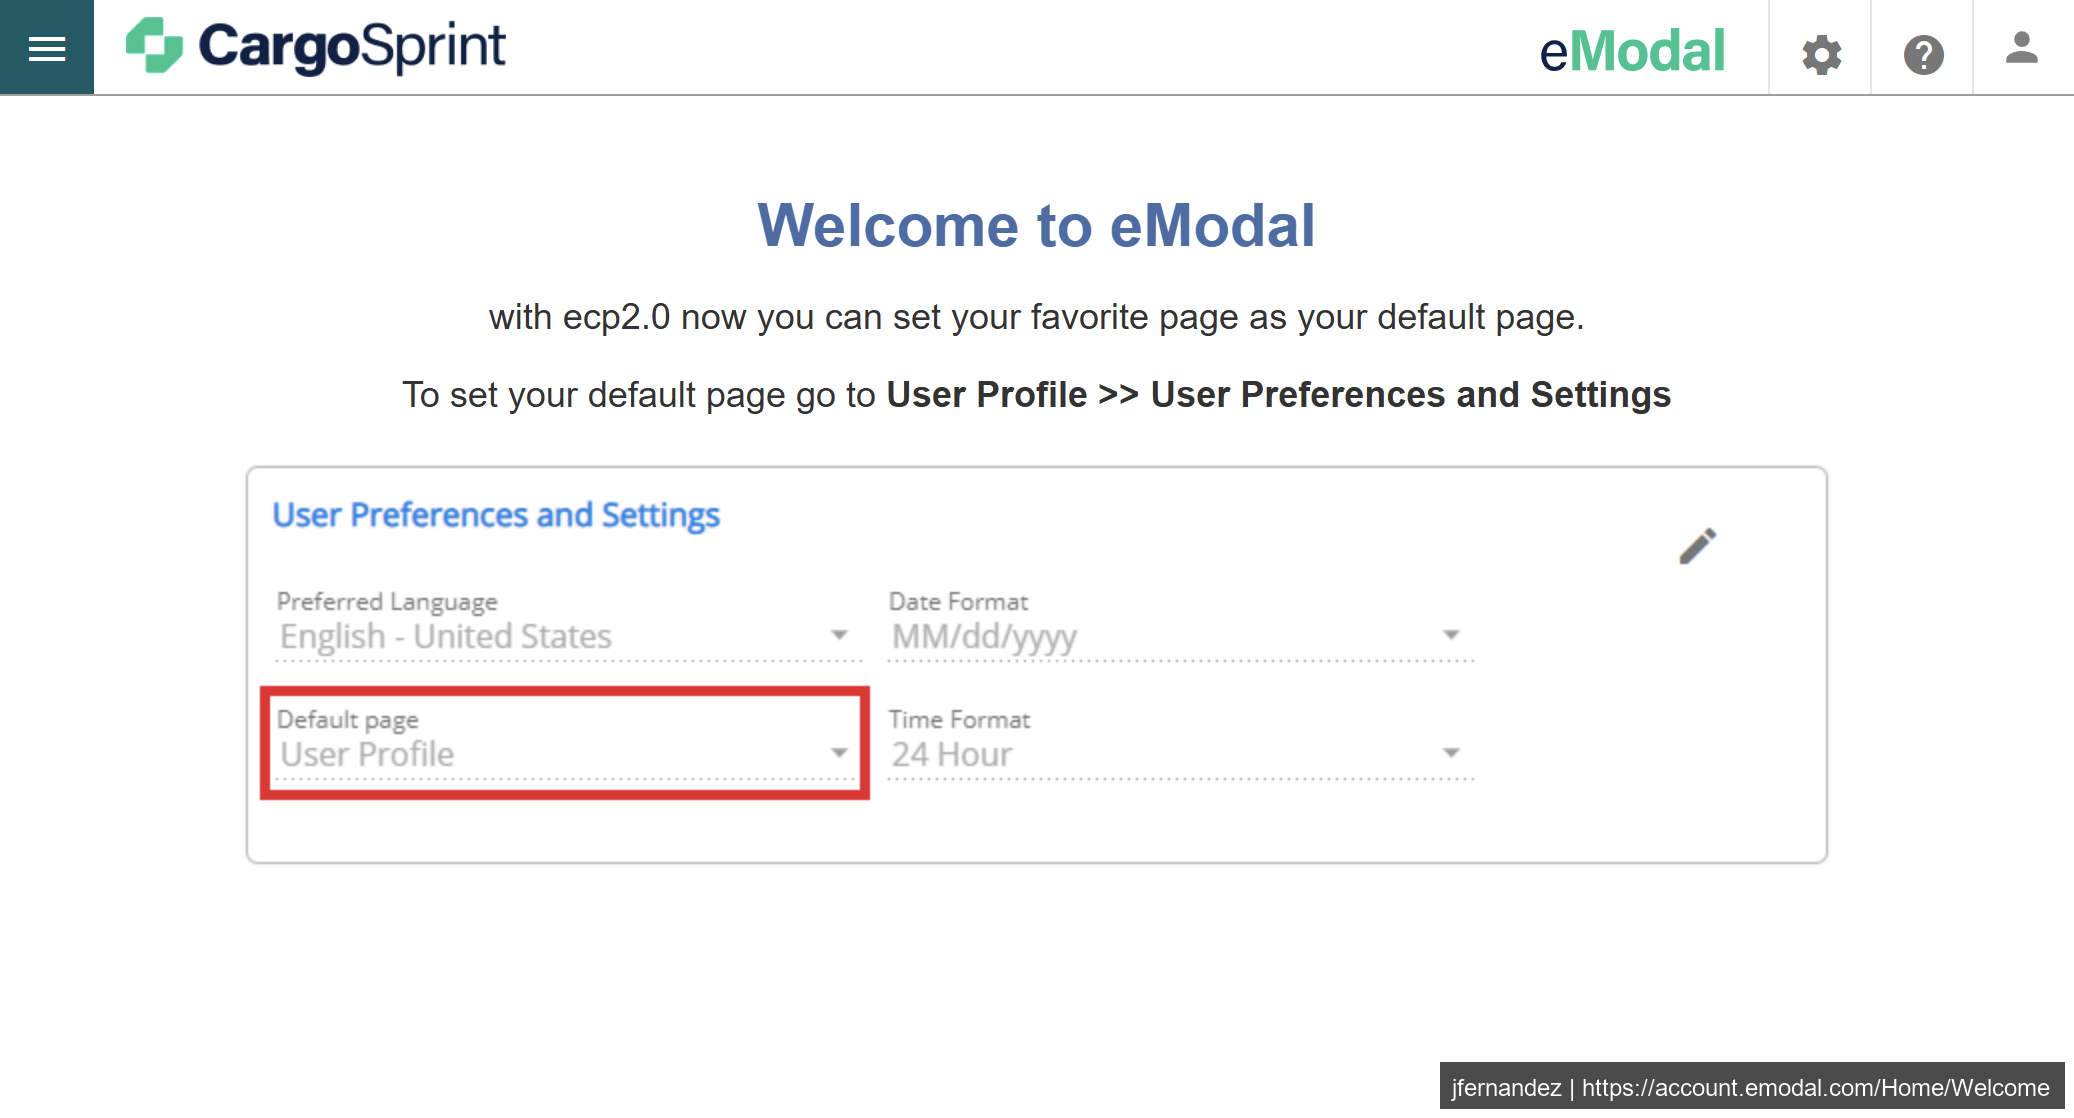 CargoSprint
eModal
Welcome to eModal
with ecp2.0 now you can set your favorite page as your default page.
To set your default page go to User Profile >> User Preferences and Settings
User Preferences and Settings
Preferred Language
English - United States
Date Format
MM/dd/yyyy
Default page
User Profile
Time Format
24 Hour
jfernandez | https://account.emodal.com/Home/Welcome